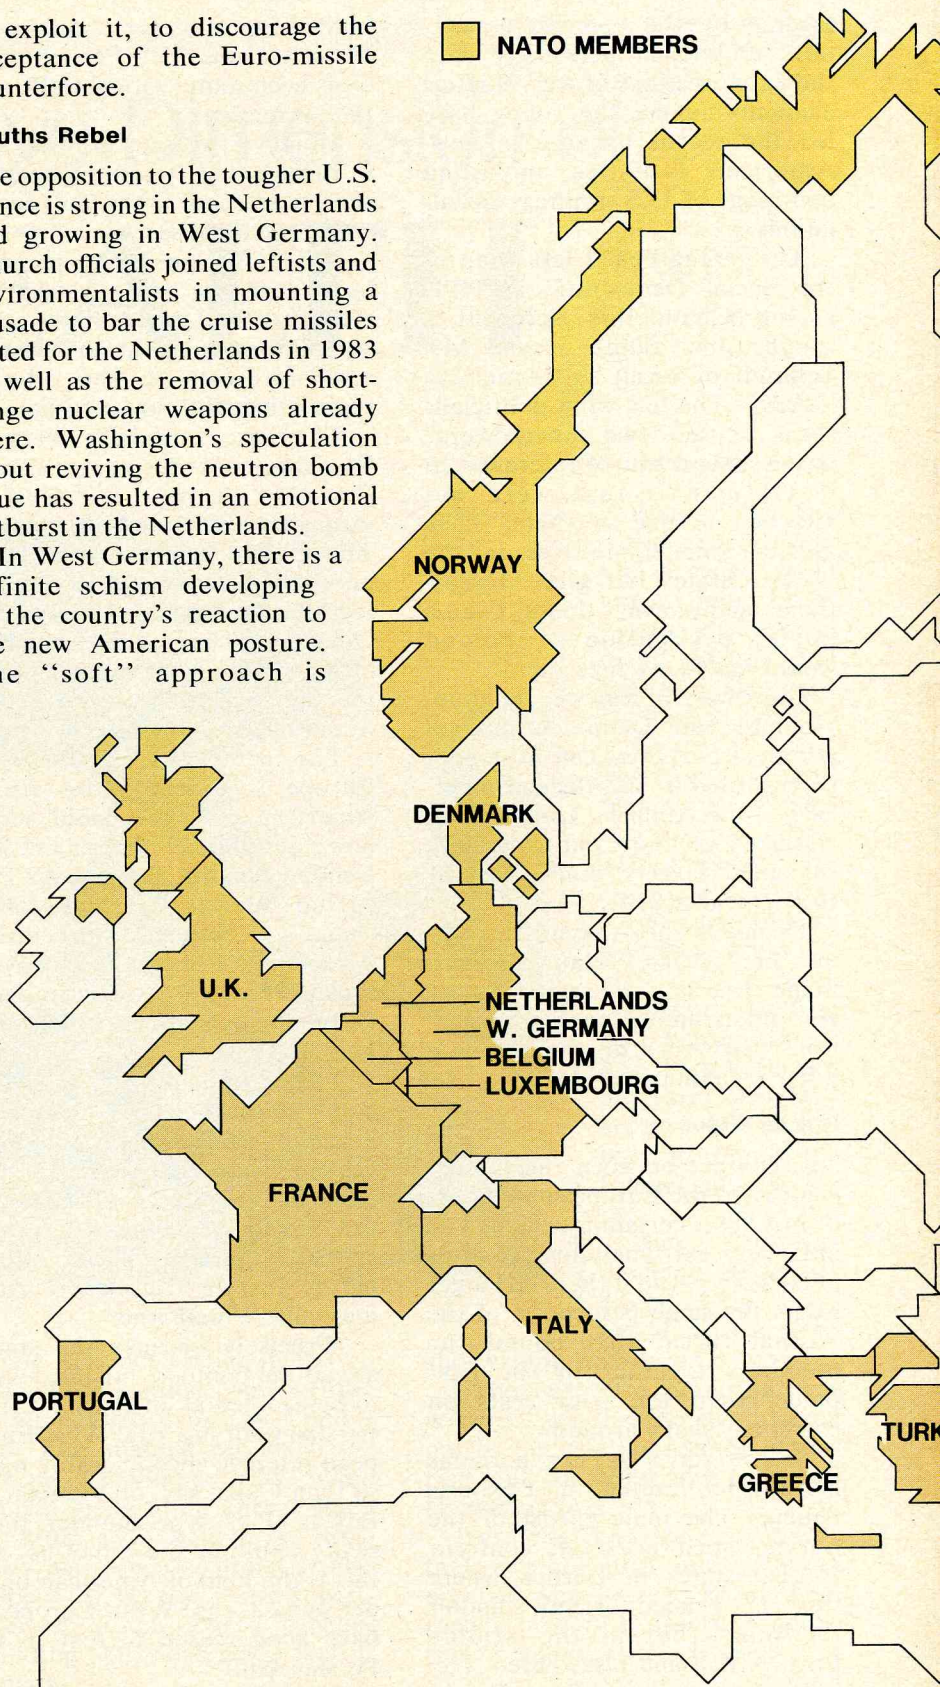 exploit it, to discourage the
ceptance of the Euro-missile
unterforce.
uths Rebel
e opposition to the tougher U.S.
nce is strong in the Netherlands
d growing in West Germany.
urch officials joined leftists and
vironmentalists in mounting a
usade to bar the cruise missiles
ted for the Netherlands in 1983
well as the removal of short-
nge nuclear weapons already
ere. Washington's speculation
out reviving the neutron bomb
ue has resulted in an emotional
tburst in the Netherlands.
In West Germany, there is a
finite schism developing
the country's reaction to
e new American posture.
ne "soft" approach is
NATO MEMBERS
NORWAY
DENMARK
U.K.
NETHERLANDS
W. GERMANY
BELGIUM
LUXEMBOURG
FRANCE
ITALY
PORTUGAL
TURK
GREECE